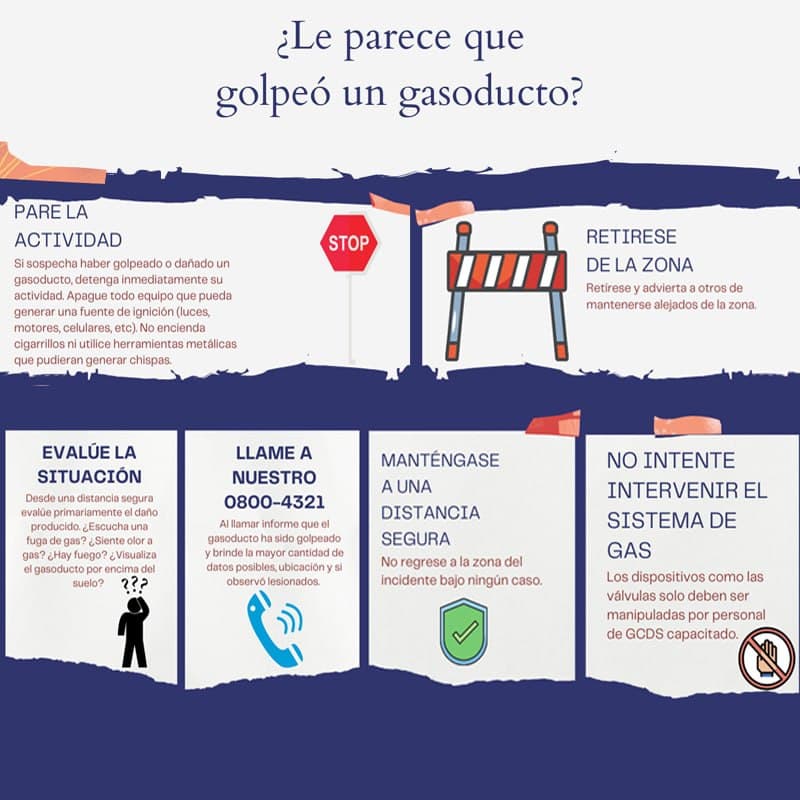 ¿Le parece que
golpeó un gasoducto?
PARE LA
ACTIVIDAD
Si sospecha haber golpeado o dañado un
gasoducto, detenga inmediatamente su
actividad. Apague todo equipo que pueda
generar una fuente de ignición (luces,
motores, celulares, etc). No encienda
cigarrillos ni utilice herramientas metálicas
que pudieran generar chispas.
STOP
RETIRESE
DE LA ZONA
Retírese y advierta a otros de
mantenerse alejados de la zona.
EVALÚE LA
SITUACIÓN
Desde una distancia segura
evalúe primariamente el daño
producido. ¿Escucha una
fuga de gas? ¿Siente olor a
gas? ¿Hay fuego? ¿Visualiza
el gasoducto por encima del
suelo?
???
LLAME A
NUESTRO
0800-4321
Al llamar informe que el
gasoducto ha sido golpeado
y brinde la mayor cantidad de
datos posibles, ubicación y si
observó lesionados.
MANTÉNGASE
A UNA
DISTANCIA
SEGURA
No regrese a la zona del
incidente bajo ningún caso.
NO INTENTE
INTERVENIR EL
SISTEMA DE
GAS
Los dispositivos como las
válvulas solo deben ser
manipuladas por personal
de GCDS capacitado.